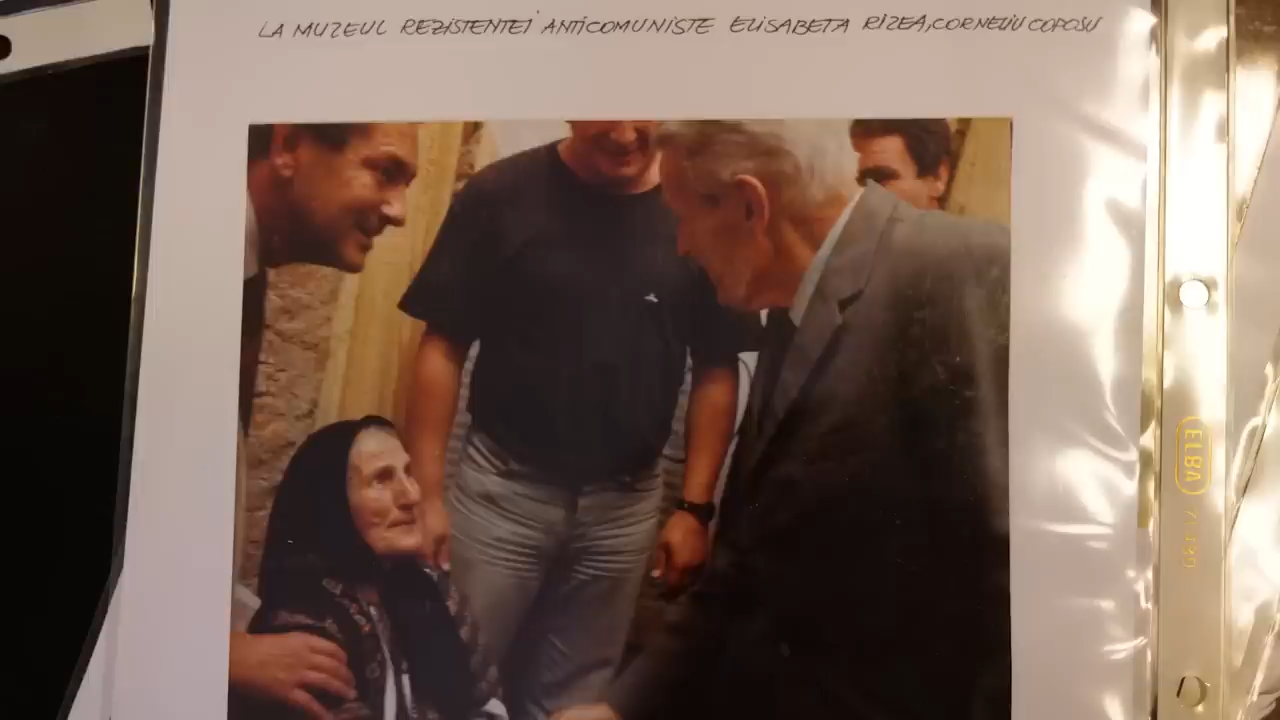 LA MUZEUL REZISTENTEI ANTICOMUNISTE ELISABETA RIZEA, CORNELIU COPOSU
ELBA